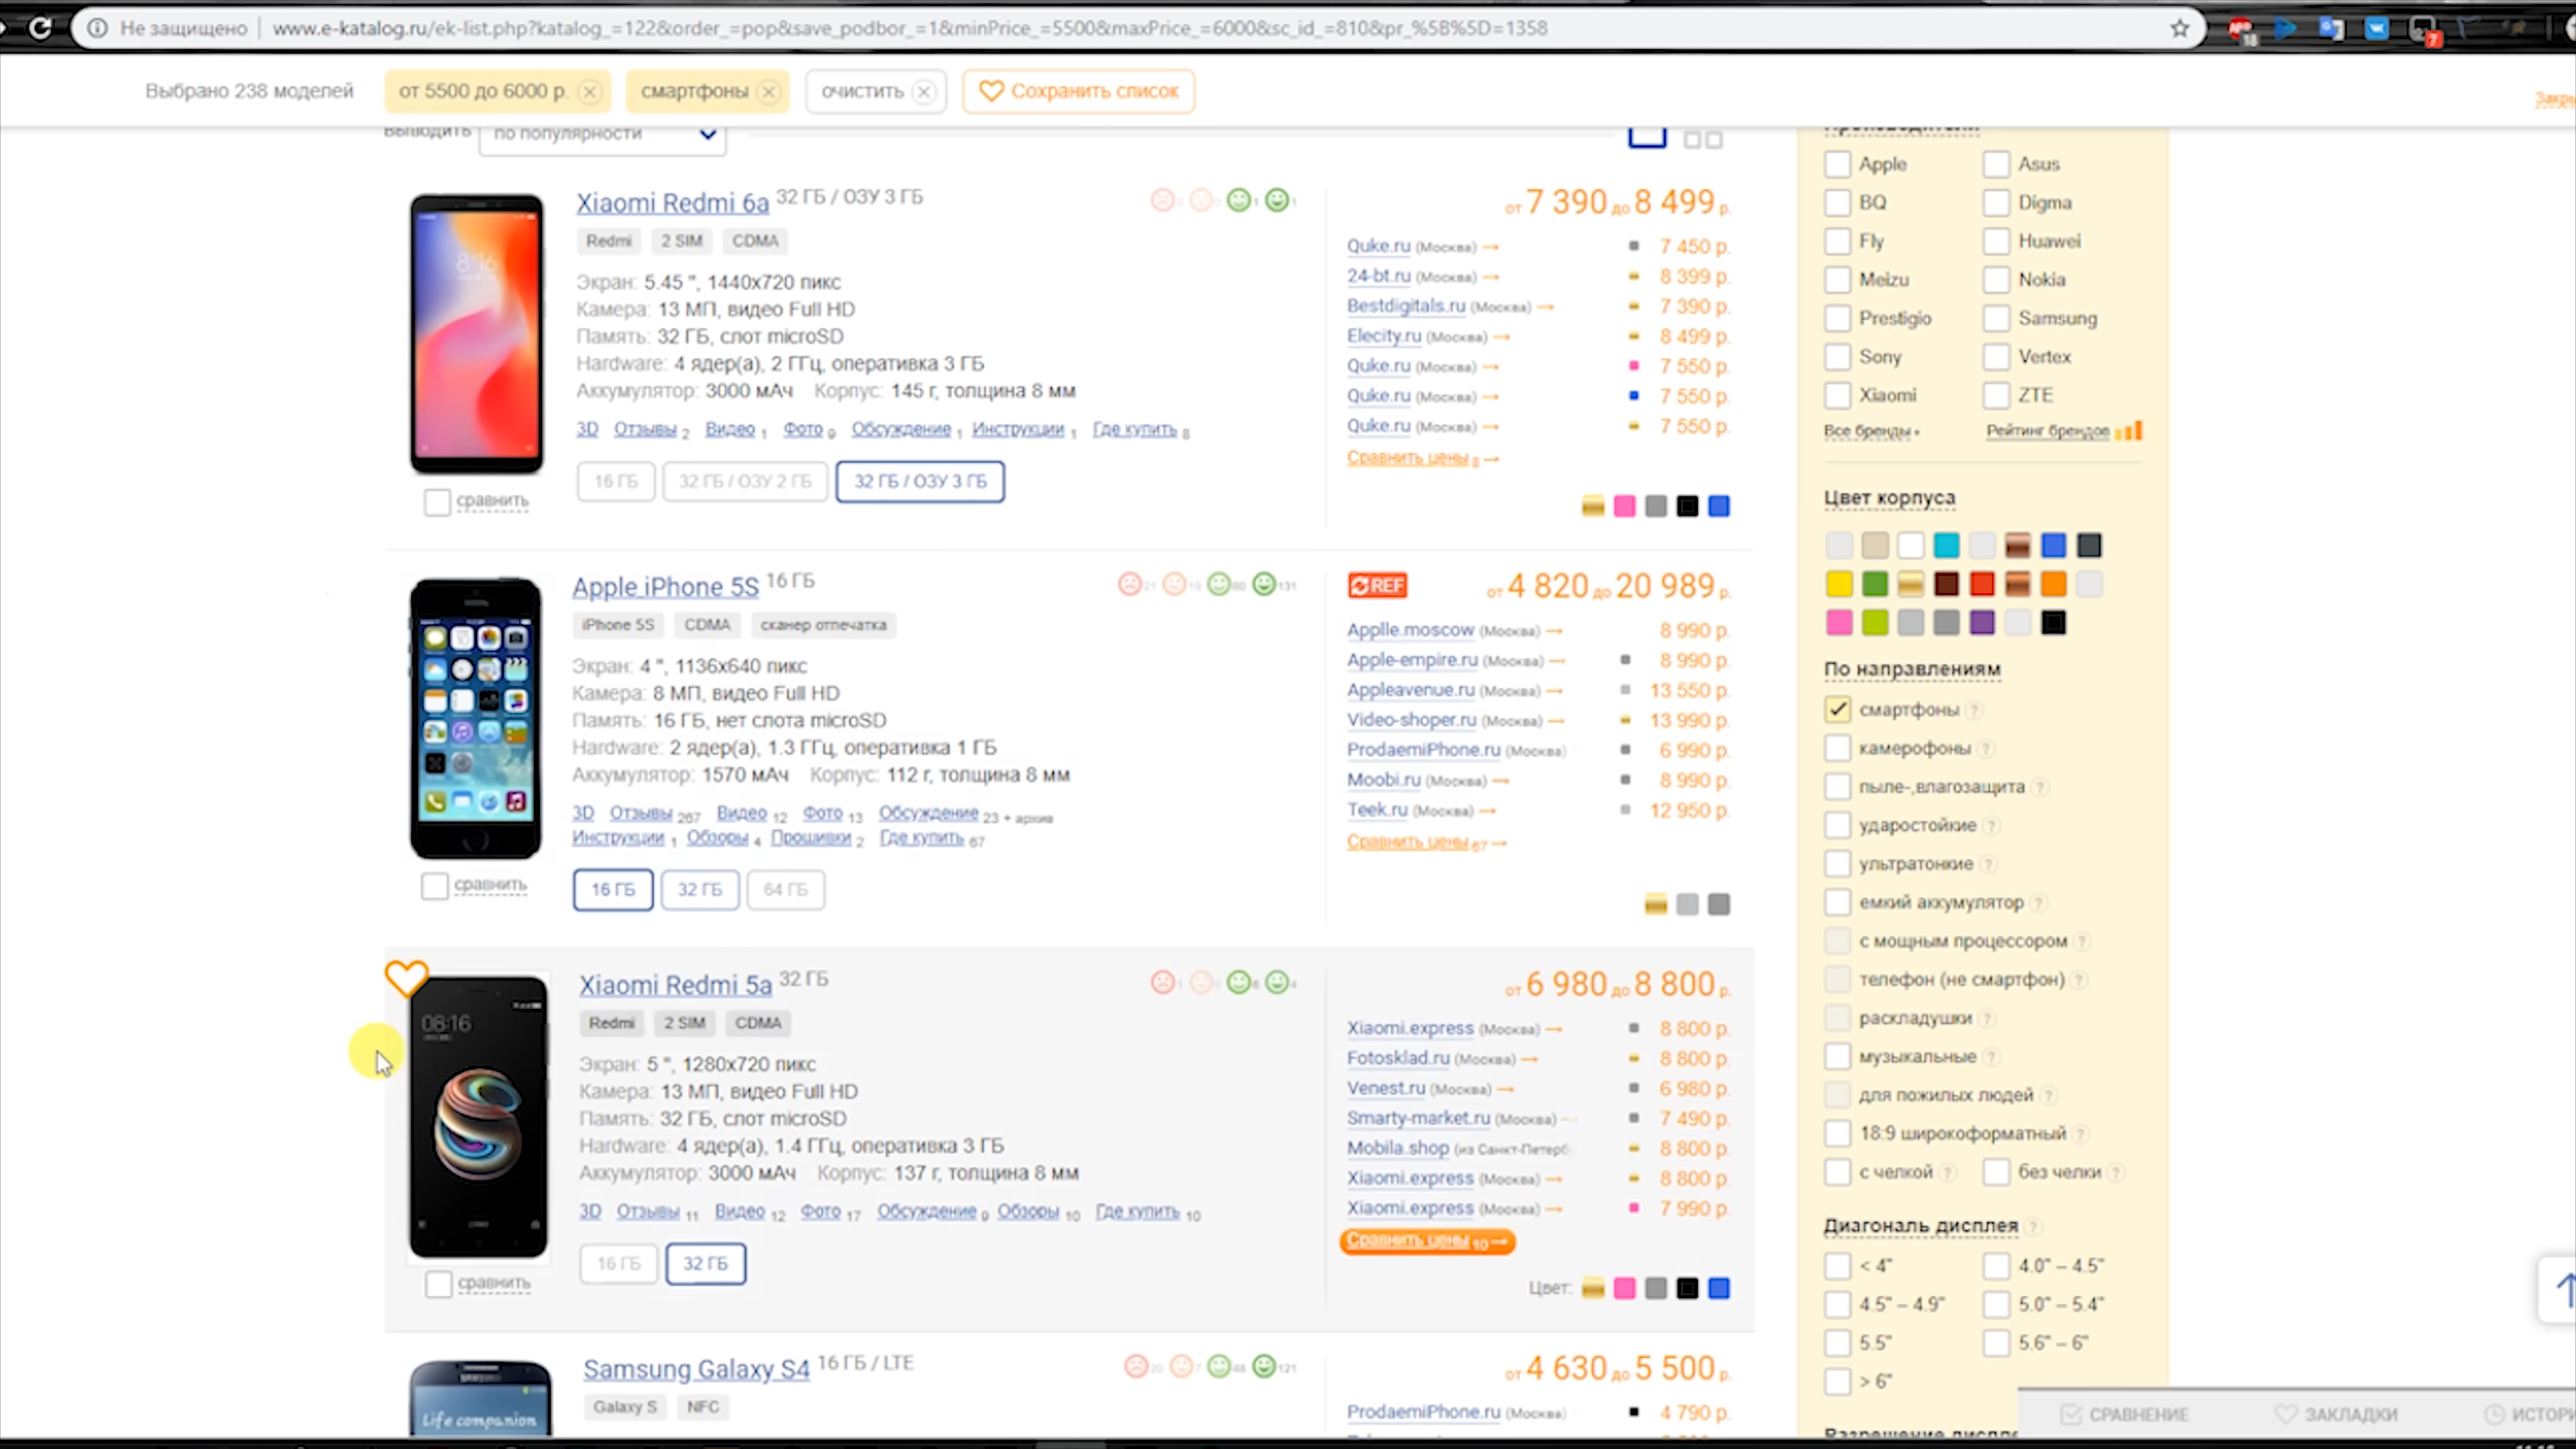 Не защищено | www.e-katalog.ru/ek-list.php?katalog_=122&order_=pop&save_podbor_=1&minPrice_=5500&maxPrice_=6000&sc_id_=810&pr_%5B%5D=1358
Выбрано 238 моделей от 5500 до 6000 р. смартфоны очистить Сохранить список
выводить по популярности
Xiaomi Redmi 6a 32 ГБ / ОЗУ 3 ГБ
Redmi 2 SIM CDMA
Экран: 5.45 ", 1440x720 пикс
Камера: 13 МП, видео Full HD
Память: 32 ГБ, слот microSD
Hardware: 4 ядер(а), 2 ГГц, оперативка 3 ГБ
Аккумулятор: 3000 мАч Корпус: 145 г, толщина 8 мм
3D Отзывы 2 Видео 1 Фото 9 Обсуждение 1 Инструкции 1 Где купить 8
16 ГБ 32 ГБ / ОЗУ 2 ГБ 32 ГБ / ОЗУ 3 ГБ
сравнить
от 7 390 до 8 499 р.
Quke.ru (Москва) → 7 450 р.
24-bt.ru (Москва) → 8 399 р.
Bestdigitals.ru (Москва) → 7 390 р.
Elecity.ru (Москва) → 8 499 р.
Quke.ru (Москва) → 7 550 р.
Quke.ru (Москва) → 7 550 р.
Quke.ru (Москва) → 7 550 р.
Сравнить цены 8 →
Apple iPhone 5S 16 ГБ
21 19 60 131
iPhone 5S CDMA сканер отпечатка
Экран: 4 ", 1136x640 пикс
Камера: 8 МП, видео Full HD
Память: 16 ГБ, нет слота microSD
Hardware: 2 ядер(а), 1.3 ГГц, оперативка 1 ГБ
Аккумулятор: 1570 мАч Корпус: 112 г, толщина 8 мм
3D Отзывы 267 Видео 12 Фото 13 Обсуждение 23 + архив
Инструкции 1 Обзоры 4 Прошивки 2 Где купить 67
16 ГБ 32 ГБ 64 ГБ
сравнить
REF от 4 820 до 20 989 р.
Applle.moscow (Москва) → 8 990 р.
Apple-empire.ru (Москва) → 8 990 р.
Appleavenue.ru (Москва) → 13 550 р.
Video-shoper.ru (Москва) → 13 990 р.
ProdaemiPhone.ru (Москва) 6 990 р.
Moobi.ru (Москва) → 8 990 р.
Teek.ru (Москва) → 12 950 р.
Сравнить цены 67 →
08:16
Xiaomi Redmi 5a 32 ГБ
Redmi 2 SIM CDMA
Экран: 5 ", 1280x720 пикс
Камера: 13 МП, видео Full HD
Память: 32 ГБ, слот microSD
Hardware: 4 ядер(а), 1.4 ГГц, оперативка 3 ГБ
Аккумулятор: 3000 мАч Корпус: 137 г, толщина 8 мм
3D Отзывы 11 Видео 12 Фото 17 Обсуждение 9 Обзоры 10 Где купить 10
16 ГБ 32 ГБ
сравнить
от 6 980 до 8 800 р.
Xiaomi.express (Москва) → 8 800 р.
Fotosklad.ru (Москва) → 8 800 р.
Venest.ru (Москва) → 6 980 р.
Smarty-market.ru (Москва) 7 490 р.
Mobila.shop (из Санкт-Петерб 8 800 р.
Xiaomi.express (Москва) → 8 800 р.
Xiaomi.express (Москва) → 7 990 р.
Сравнить цены 10 →
Цвет:
Samsung Galaxy S4 16 ГБ / LTE
20 7 48 121
Galaxy S NFC
Life companion
от 4 630 до 5 500 р.
ProdaemiPhone.ru (Москва) 4 790 р.
Apple Asus
BQ Digma
Fly Huawei
Meizu Nokia
Prestigio Samsung
Sony Vertex
Xiaomi ZTE
Все бренды+ Рейтинг брендов
Цвет корпуса
По направлениям
смартфоны ?
камерофоны ?
пыле-,влагозащита ?
ударостойкие ?
ультратонкие ?
емкий аккумулятор ?
с мощным процессором ?
телефон (не смартфон) ?
раскладушки ?
музыкальные ?
для пожилых людей ?
18:9 широкоформатный ?
с челкой ? без челки ?
Диагональ дисплея ?
< 4" 4.0" – 4.5"
4.5" – 4.9" 5.0" – 5.4"
5.5" 5.6" – 6"
> 6"
СРАВНЕНИЕ ЗАКЛАДКИ ИСТОРИ